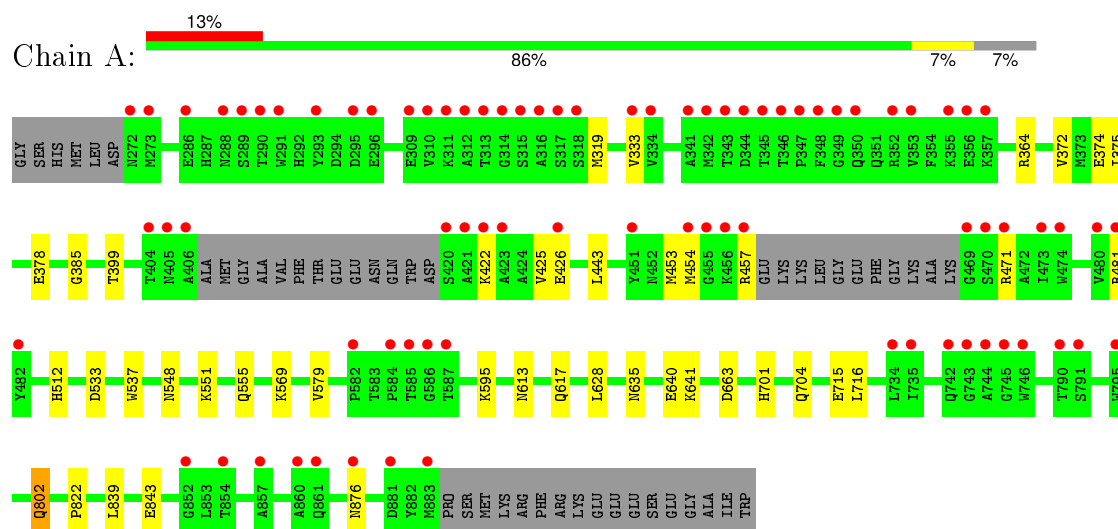 13%
Chain A:
86% 7% 7%
GLY SER HIS MET LEU ASP N272 M273 E286 H287 N288 S289 T290 W291 H292 Y293 D294 D295 E296 E309 V310 K311 A312 T313 G314 S315 A316 S317 S318 M319 V333 V334 A341 M342 T343 D344 T345 T346 P347 F348 G349 Q350 Q351 R352 V353 F354 K355 E356 K357 R364 V372 M373 E374 I375
E378 G385 T399 T404 N405 A406 ALA MET GLY ALA VAL PHE THR GLU GLU ASN GLN TRP ASP S420 A421 K422 A423 A424 V425 E426 L443 Y451 N452 M453 M454 G455 K456 R457 GLU LYS LYS LEU GLY GLU PHE GLY LYS ALA LYS G469 S470 R471 A472 I473 W474 V480 R481
Y482 H512 D533 W537 N548 K551 Q555 K569 V579 P582 T583 P584 T585 G586 T587 K595 N613 Q617 L628 N635 E640 K641 D663 H701 Q704 E715 L716 L734 I735 Q742 G743 A744 G745 W746 T790 S791 W795
Q802 P822 L839 E843 G852 L853 T854 A857 A860 Q861 N876 D881 Y882 M883 PRO SER MET LYS ARG PHE ARG LYS GLU GLU GLU SER GLU GLY ALA ILE TRP